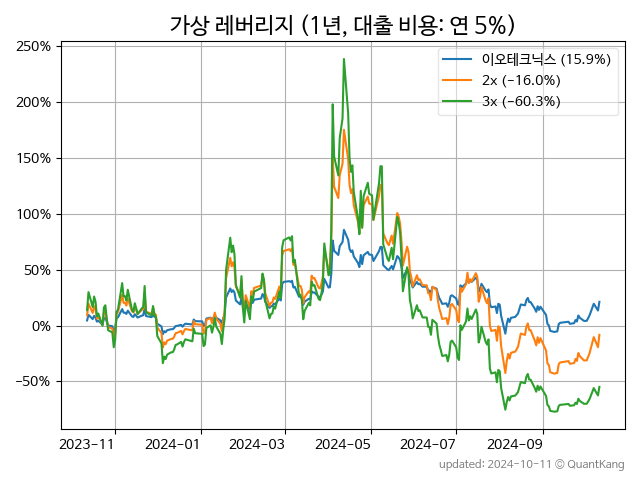 가상 레버리지 (1년, 대출 비용: 연 5%)
250%
200%
150%
100%
50%
0%
−50%
이오테크닉스 (15.9%)
2x (−16.0%)
3x (−60.3%)
2023-11
2024-01
2024-03
2024-05
2024-07
2024-09
updated: 2024-10-11 © QuantKang